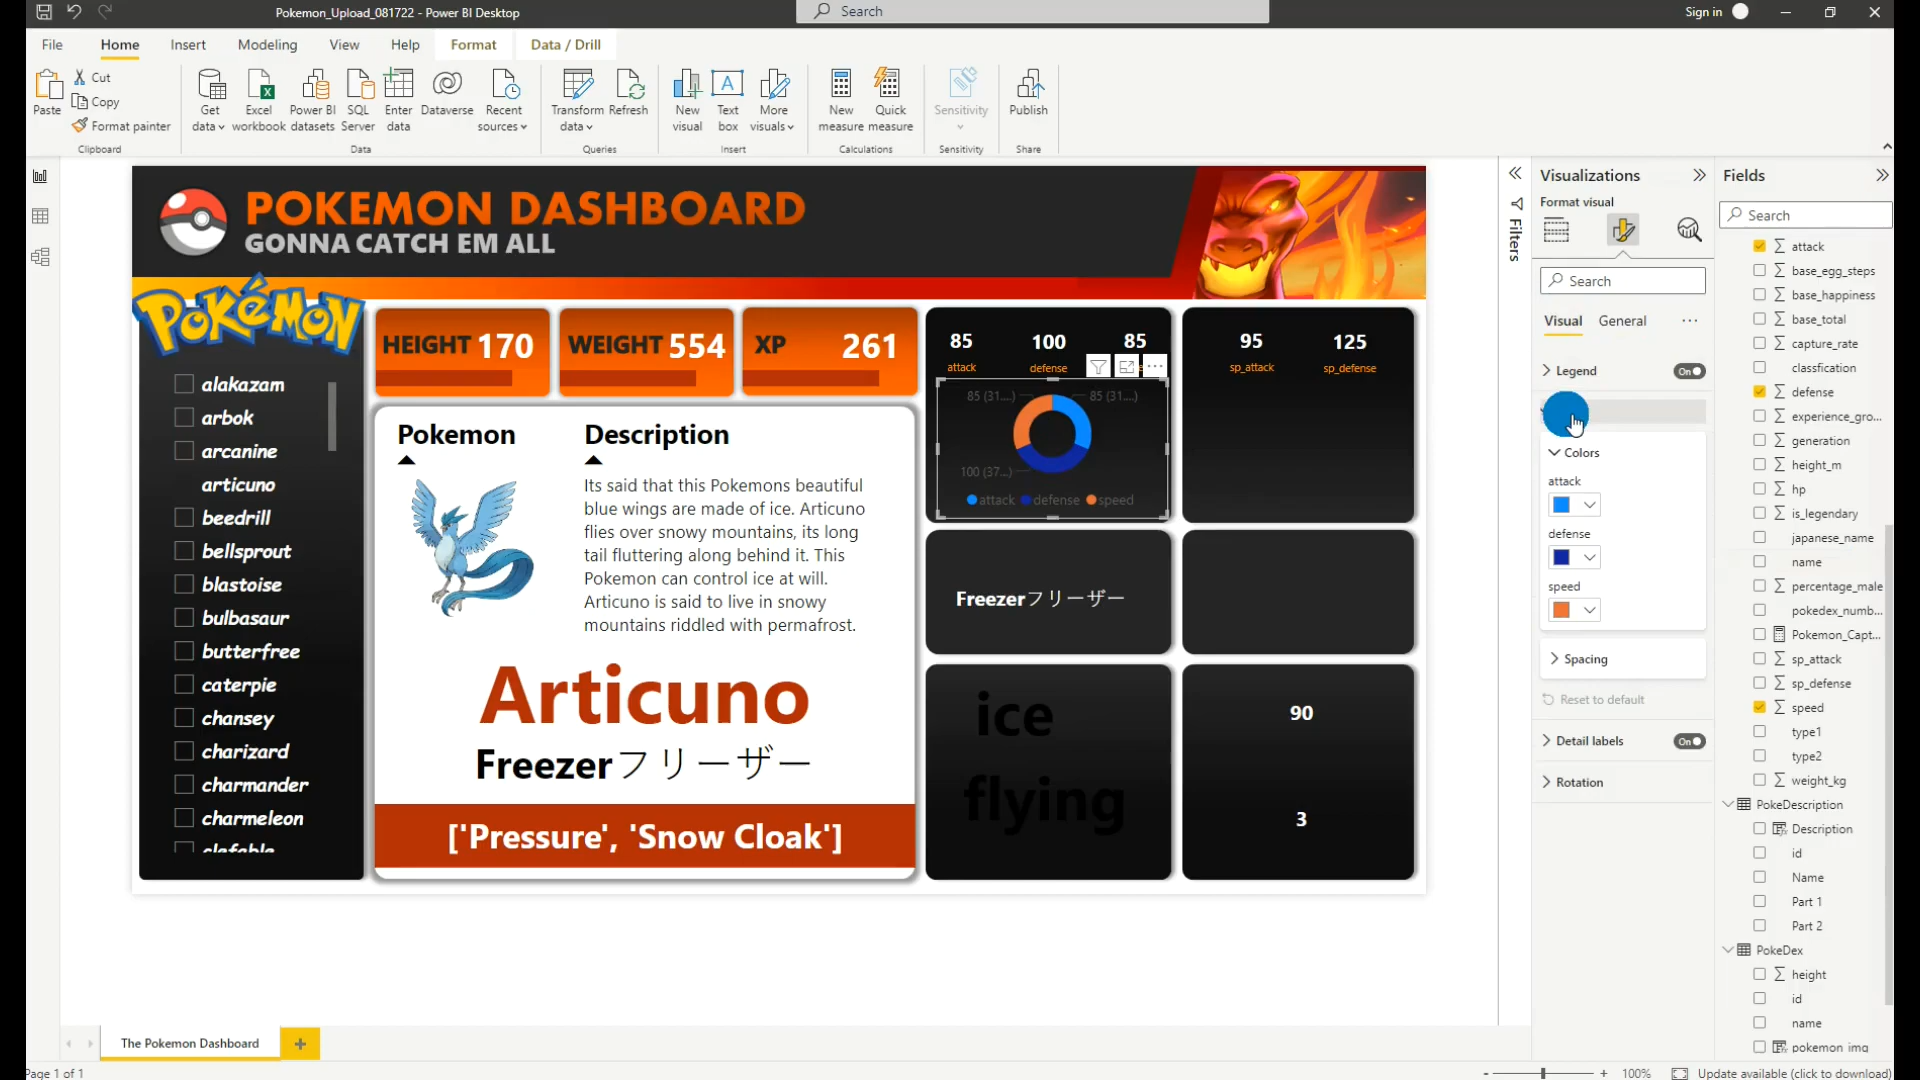 Pokemon_Upload_081722 - Power BI Desktop
Search
Sign in
File
Home
Insert
Modeling
View
Help
Format
Data / Drill
Paste
Cut
Copy
Format painter
Clipboard
Get data
Excel workbook
Power BI datasets
SQL Server
Enter data
Dataverse
Recent sources
Data
Transform data
Refresh
Queries
New visual
Text box
More visuals
Insert
New measure
Quick measure
Calculations
Sensitivity
Sensitivity
Publish
Share
POKEMON DASHBOARD
GONNA CATCH EM ALL
POKéMON
alakazam
arbok
arcanine
articuno
beedrill
bellsprout
blastoise
bulbasaur
butterfree
caterpie
chansey
charizard
charmander
charmeleon
clefable
HEIGHT 170
WEIGHT 554
XP 261
Pokemon
Description
Its said that this Pokemons beautiful
blue wings are made of ice. Articuno
flies over snowy mountains, its long
tail fluttering along behind it. This
Pokemon can control ice at will.
Articuno is said to live in snowy
mountains riddled with permafrost.
Articuno
Freezerフリーザー
['Pressure', 'Snow Cloak']
85 100 85
attack defense
85 (31....) 85 (31....)
100 (37...)
attack defense speed
95 125
sp_attack sp_defense
Freezerフリーザー
ice
flying
90
3
Filters
Visualizations
Format visual
Search
Visual General ...
Legend On
Colors
attack
defense
speed
Spacing
Reset to default
Detail labels On
Rotation
Fields
Search
attack
base_egg_steps
base_happiness
base_total
capture_rate
classfication
defense
experience_gro...
generation
height_m
hp
is_legendary
japanese_name
name
percentage_male
pokedex_numb...
Pokemon_Capt...
sp_attack
sp_defense
speed
type1
type2
weight_kg
PokeDescription
Description
id
Name
Part 1
Part 2
PokeDex
height
id
name
pokemon_img
The Pokemon Dashboard
Page 1 of 1
- + 100%
Update available (click to download)